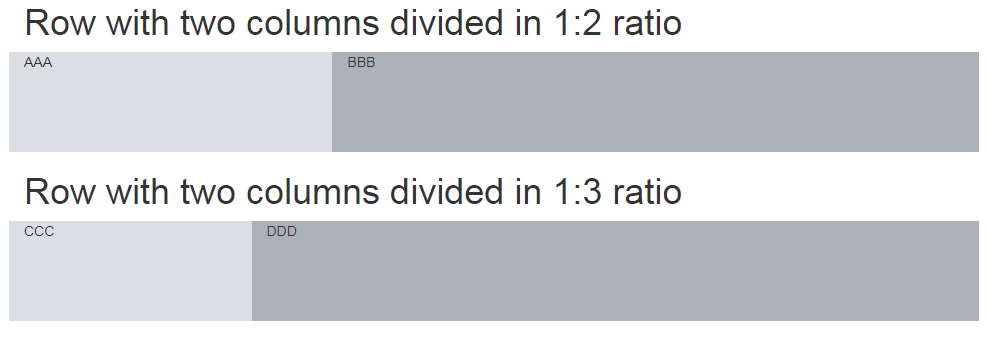 Row with two columns divided in 1:2 ratio
AAA BBB
Row with two columns divided in 1:3 ratio
CCC DDD